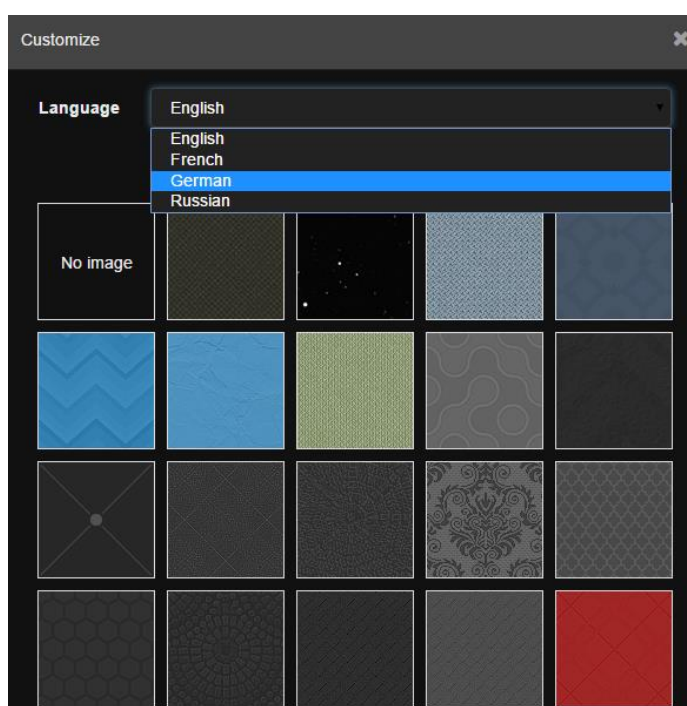 Customize
Language English
English
French
German
Russian
No image